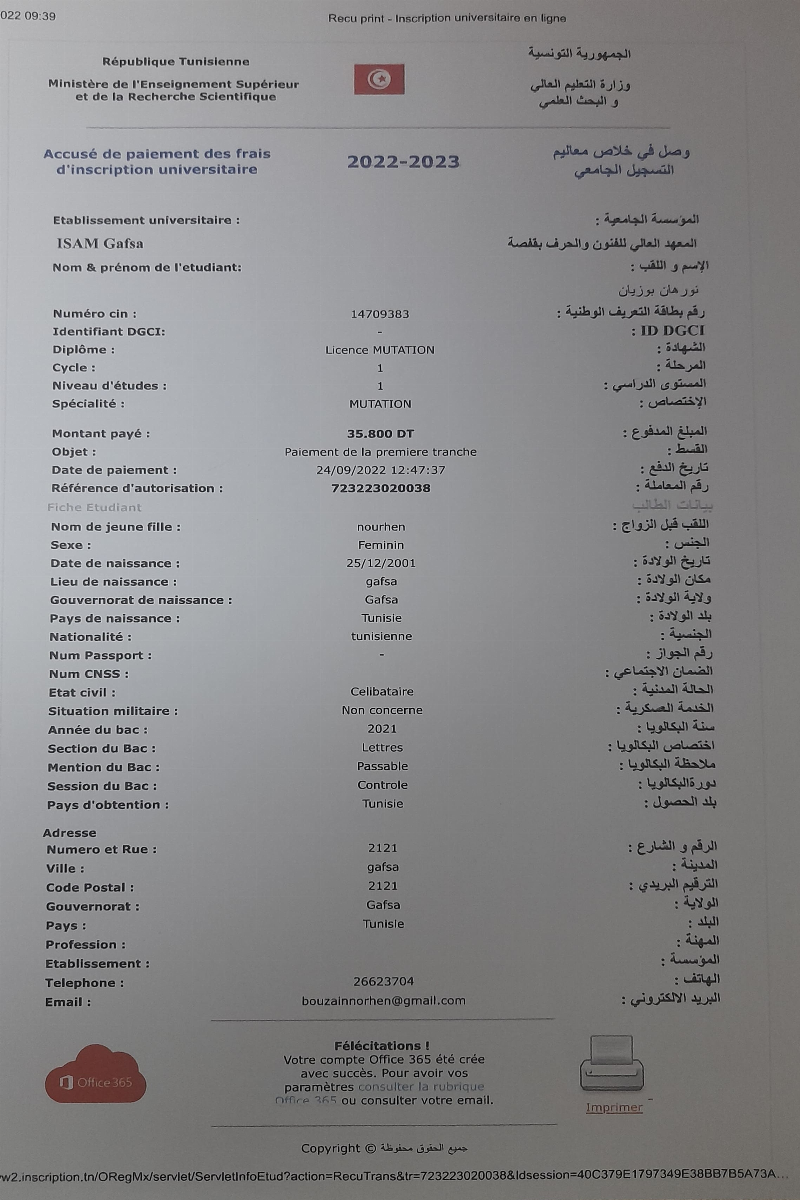 022 09:39 Recu print - Inscription universitaire en ligne
République Tunisienne الجمهورية التونسية
Ministère de l'Enseignement Supérieur وزارة التعليم العالي
et de la Recherche Scientifique و البحث العلمي
Accusé de paiement des frais 2022-2023 وصل في خلاص معاليم
d'inscription universitaire التسجيل الجامعي
Etablissement universitaire : المؤسسة الجامعية :
ISAM Gafsa المعهد العالي للفنون والحرف بقفصة
Nom & prénom de l'etudiant: الإسم و اللقب :
نورهان بوزيان
Numéro cin : 14709383 رقم بطاقة التعريف الوطنية :
Identifiant DGCI: - ID DGCI :
Diplôme : Licence MUTATION الشهادة :
Cycle : 1 المرحلة :
Niveau d'études : 1 المستوى الدراسي :
Spécialité : MUTATION الإختصاص :
Montant payé : 35.800 DT المبلغ المدفوع :
Objet : Paiement de la premiere tranche القسط :
Date de paiement : 24/09/2022 12:47:37 تاريخ الدفع :
Référence d'autorisation : 723223020038 رقم المعاملة :
Fiche Etudiant بيانات الطالب
Nom de jeune fille : nourhen اللقب قبل الزواج :
Sexe : Feminin الجنس :
Date de naissance : 25/12/2001 تاريخ الولادة :
Lieu de naissance : gafsa مكان الولادة :
Gouvernorat de naissance : Gafsa ولاية الولادة :
Pays de naissance : Tunisie بلد الولادة :
Nationalité : tunisienne الجنسية :
Num Passport : - رقم الجواز :
Num CNSS : الضمان الاجتماعي :
Etat civil : Celibataire الحالة المدنية :
Situation militaire : Non concerne الخدمة العسكرية :
Année du bac : 2021 سنة البكالويا :
Section du Bac : Lettres اختصاص البكالويا :
Mention du Bac : Passable ملاحظة البكالويا :
Session du Bac : Controle دورةالبكالويا :
Pays d'obtention : Tunisie بلد الحصول :
Adresse
Numero et Rue : 2121 الرقم و الشارع :
Ville : gafsa المدينة :
Code Postal : 2121 الترقيم البريدي :
Gouvernorat : Gafsa الولاية :
Pays : Tunisie البلد :
Profession : المهنة :
Etablissement : المؤسسة :
Telephone : 26623704 الهاتف :
Email : bouzainnorhen@gmail.com البريد الالكتروني :
Félécitations !
Votre compte Office 365 été crée
avec succès. Pour avoir vos
paramètres consulter la rubrique
Office 365 ou consulter votre email.
Office 365
Imprimer
Copyright © جميع الحقوق محفوظة
w2.inscription.tn/ORegMx/servlet/ServletInfoEtud?action=RecuTrans&tr=723223020038&Idsession=40C379E1797349E38BB7B5A73A...